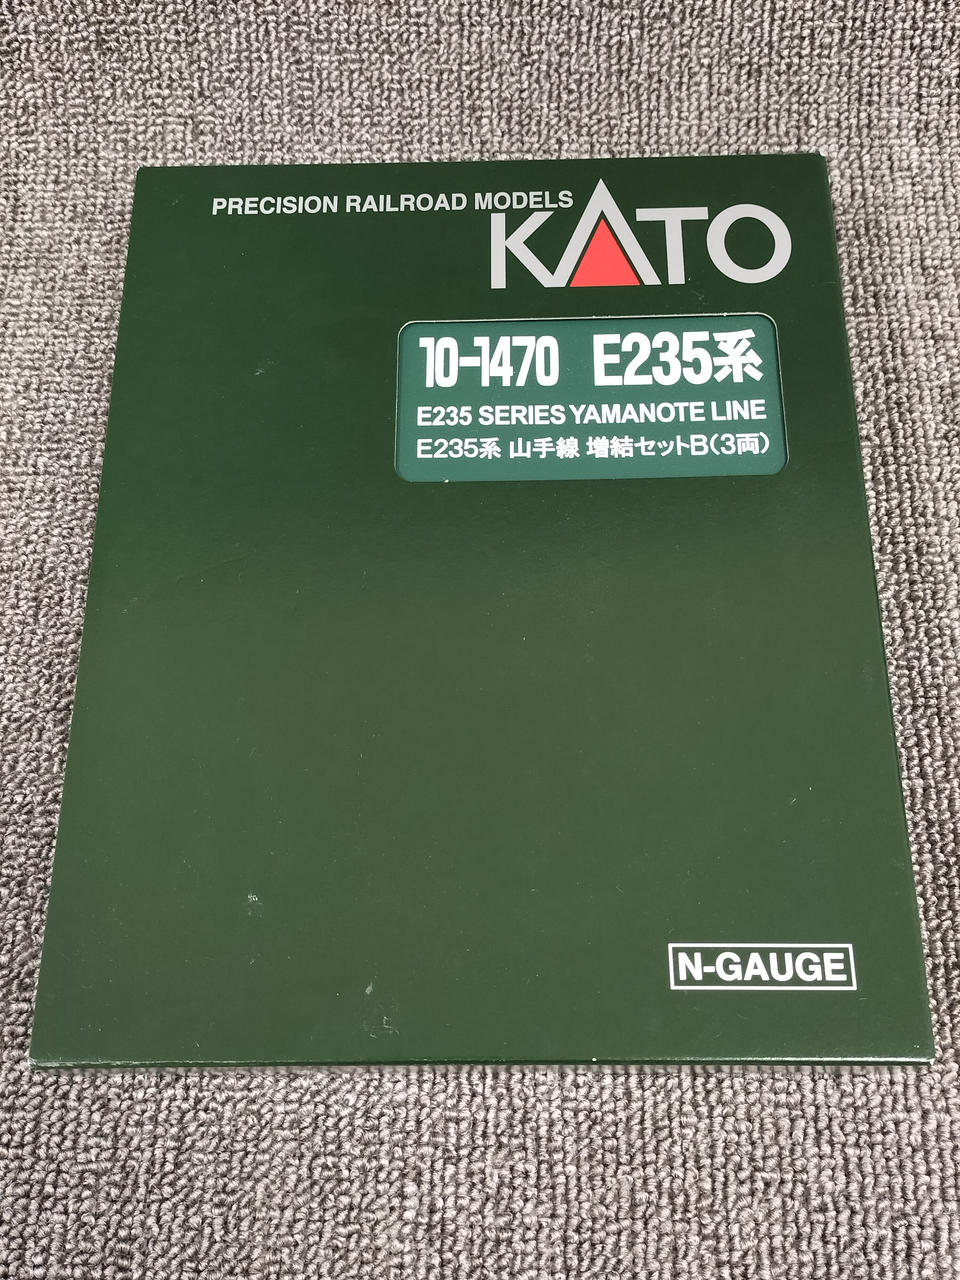 PRECISION RAILROAD MODELS
KATO
10-1470 E235系
E235 SERIES YAMANOTE LINE
E235系 山手線 増結セットB(3両)
N-GAUGE